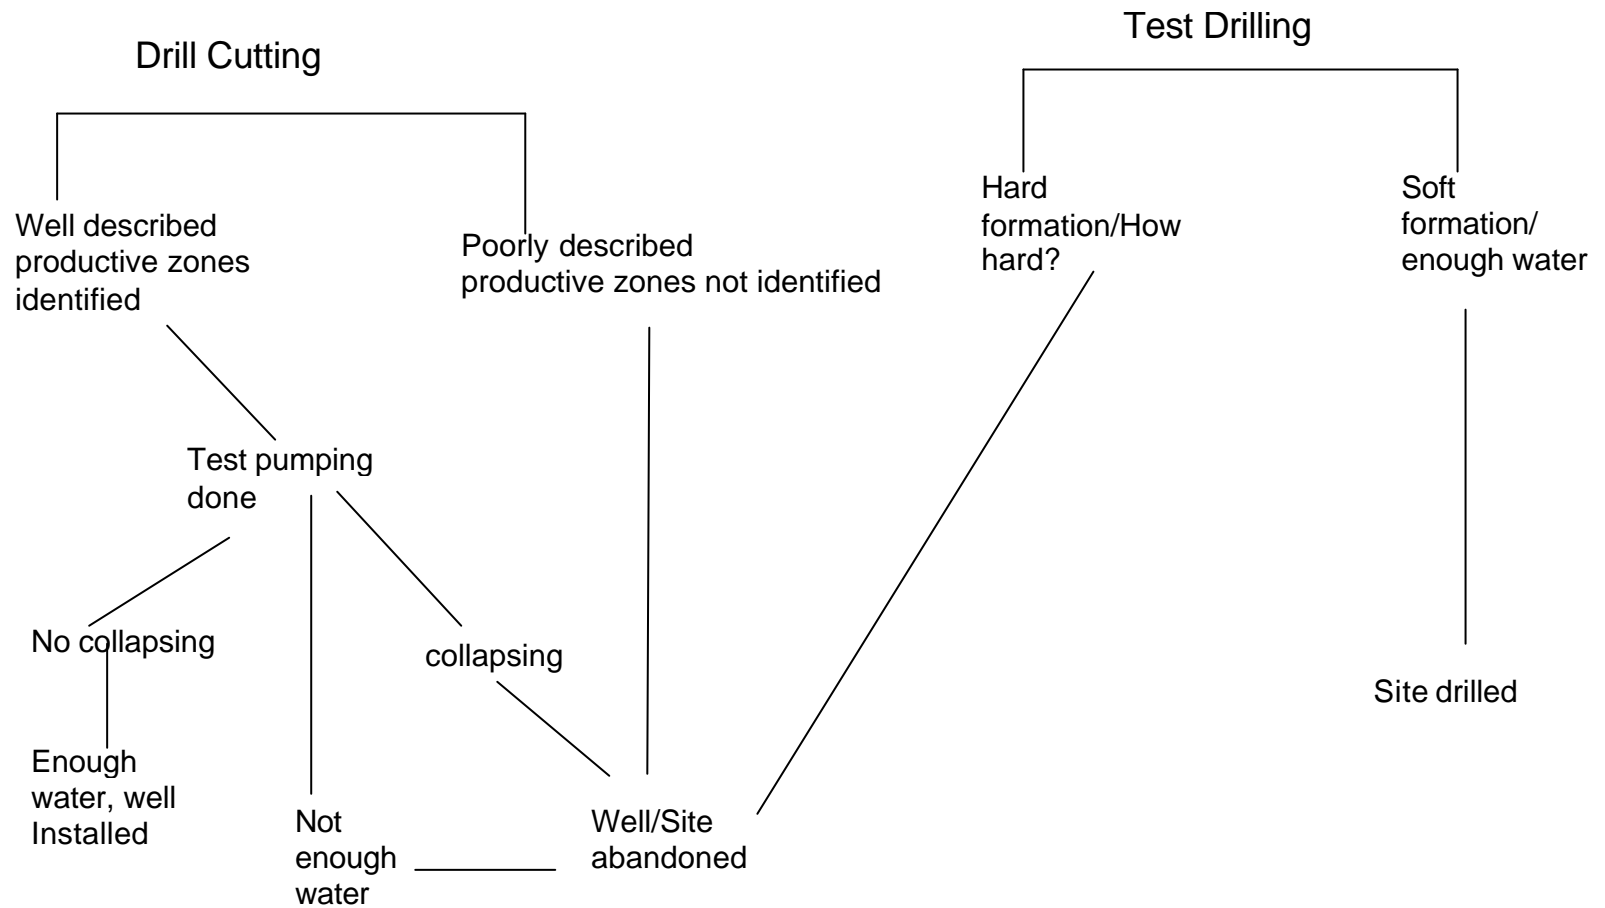 Drill Cutting
Test Drilling
Well described
productive zones
identified
Poorly described
productive zones not identified
Hard
formation/How
hard?
Soft
formation/
enough water
Test pumping
done
No collapsing
collapsing
Site drilled
Enough
water, well
Installed
Not
enough
water
Well/Site
abandoned